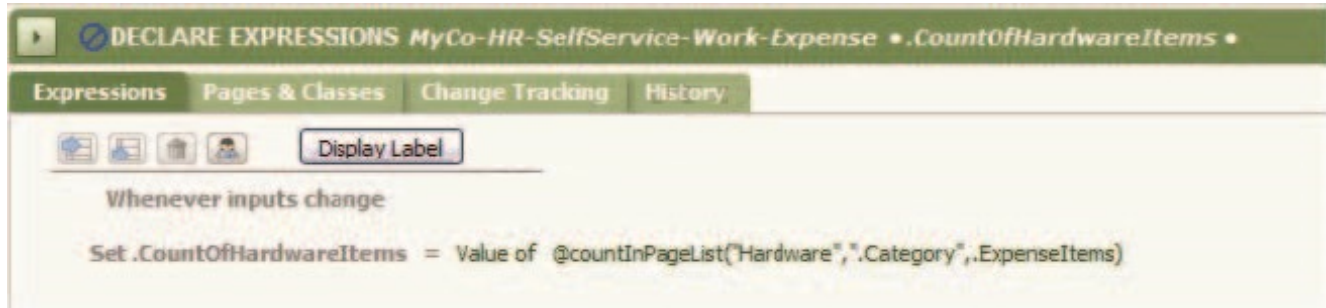 DECLARE EXPRESSIONS MyCo-HR-SelfService-Work-Expense •.CountOfHardwareItems •
Expressions Pages & Classes Change Tracking History
Display Label
Whenever inputs change
Set .CountOfHardwareItems = Value of @countInPageList("Hardware",".Category",.ExpenseItems)